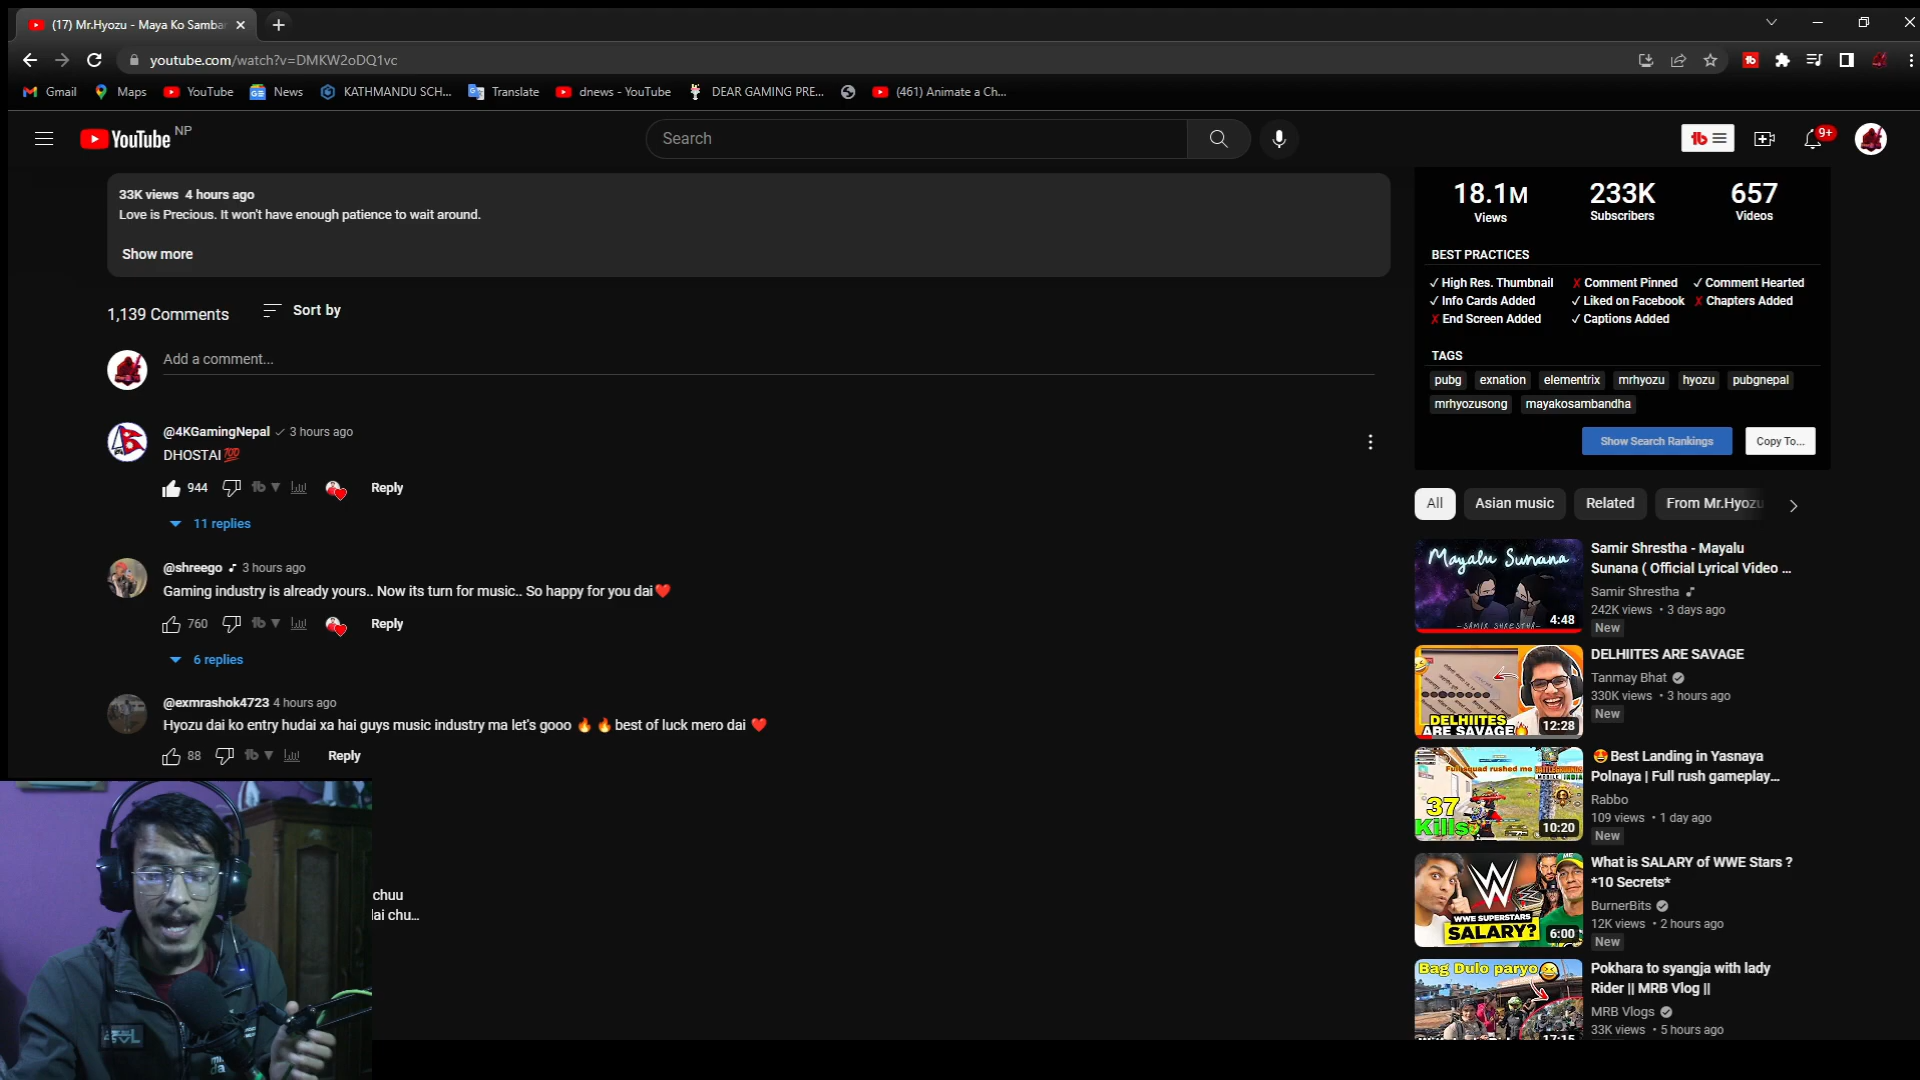 (17) Mr.Hyozu - Maya Ko Samba
youtube.com/watch?v=DMKW2oDQ1vc
Gmail
Maps
YouTube
News
KATHMANDU SCH...
Translate
dnews - YouTube
DEAR GAMING PRE...
(461) Animate a Ch...
YouTube NP
Search
9+
33K views 4 hours ago
Love is Precious. It won't have enough patience to wait around.
Show more
1,139 Comments
Sort by
Add a comment...
@4KGamingNepal ✓ 3 hours ago
DHOSTAI💯
944
Reply
11 replies
@shreego ♪ 3 hours ago
Gaming industry is already yours.. Now its turn for music.. So happy for you dai❤️
760
Reply
6 replies
@exmrashok4723 4 hours ago
Hyozu dai ko entry hudai xa hai guys music industry ma let's gooo 🔥 🔥 best of luck mero dai ❤️
88
Reply
chuu
lai chu...
18.1M
Views
233K
Subscribers
657
Videos
BEST PRACTICES
✓ High Res. Thumbnail ✗ Comment Pinned ✓ Comment Hearted
✓ Info Cards Added ✓ Liked on Facebook ✗ Chapters Added
✗ End Screen Added ✓ Captions Added
TAGS
pubg exnation elementrix mrhyozu hyozu pubgnepal
mrhyozusong mayakosambandha
Show Search Rankings
Copy To...
All
Asian music
Related
From Mr.Hyozu
Mayalu Sunana
-SAMIR SHRESTHA-
4:48
Samir Shrestha - Mayalu
Sunana ( Official Lyrical Video ...
Samir Shrestha ♪
242K views • 3 days ago
New
DELHIITES
ARE SAVAGE
12:28
DELHIITES ARE SAVAGE
Tanmay Bhat
330K views • 3 hours ago
New
Full squad rushed me
BATTLEGROUNDS
MOBILE INDIA
37
Kills
10:20
🤩Best Landing in Yasnaya
Polnaya | Full rush gameplay...
Rabbo
109 views • 1 day ago
New
ME
WWE SUPERSTARS
SALARY?
6:00
What is SALARY of WWE Stars ?
*10 Secrets*
BurnerBits
12K views • 2 hours ago
New
Bag Dulo paryo
17:15
Pokhara to syangja with lady
Rider || MRB Vlog ||
MRB Vlogs
33K views • 5 hours ago